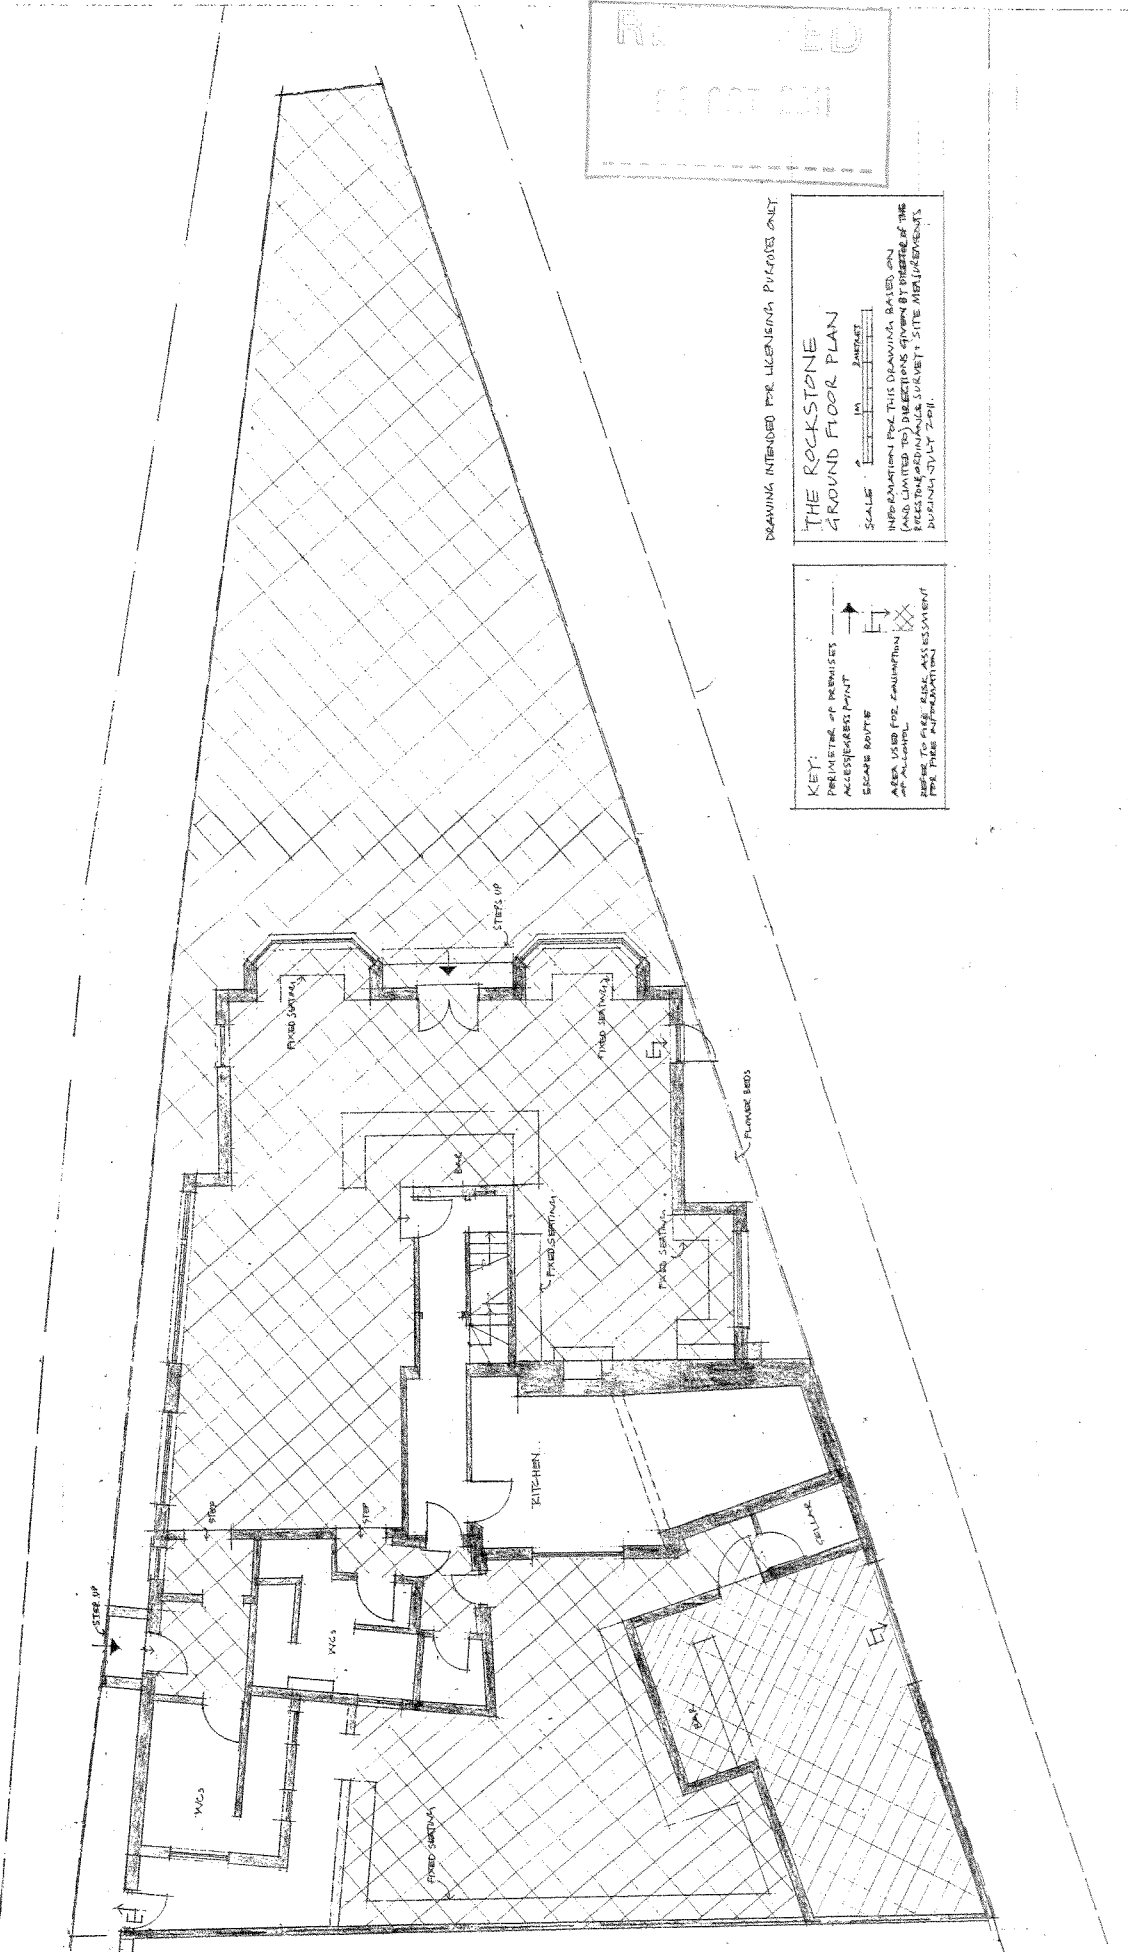 DRAWING INTENDED FOR LICENSING PURPOSES ONLY
THE ROCKSTONE
GROUND FLOOR PLAN
SCALE 1M 2METRES
INFORMATION FOR THIS DRAWING BASED ON
(AND LIMITED TO) DIRECTIONS GIVEN BY DIRECTOR OF THE
ROCKSTONE, ORDINANCE SURVEY & SITE MEASUREMENTS
DURING JULY 2011.
KEY:
PERIMETER OF PREMISES
ACCESS/EGRESS POINT
ESCAPE ROUTE
E
AREA USED FOR CONSUMPTION
OF ALCOHOL
REFER TO FIRE RISK ASSESSMENT
FOR FIRE INFORMATION
STEPS UP
FIXED SEATING
FIXED SEATING
E
FLOWER BEDS
BAR
FIXED SEATING
FIXED SEATING
KITCHEN
STEP
STEP
CELLAR
STEP UP
WCs
E
BAR
WCs
FIXED SEATING
E